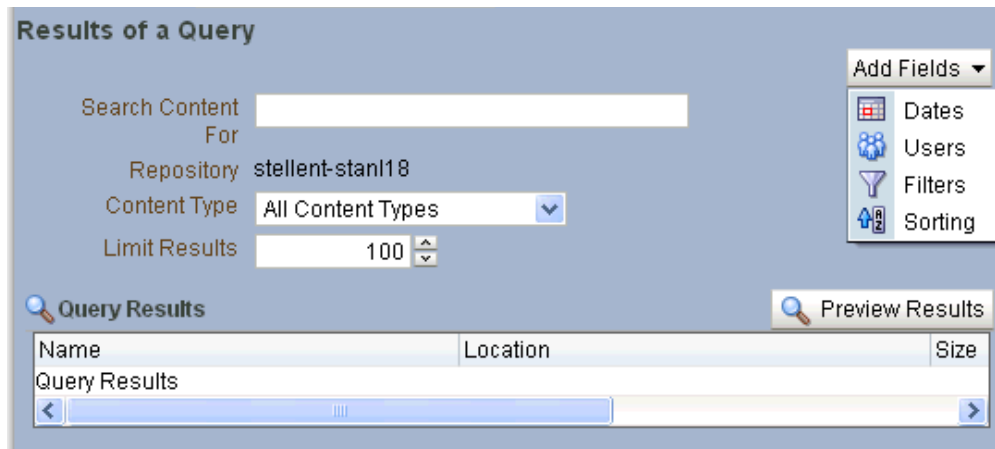 Results of a Query
Add Fields
Dates
Users
Filters
Sorting
Search Content
For
Repository stellent-stanl18
Content Type All Content Types
Limit Results 100
Query Results
Preview Results
Name Location Size
Query Results